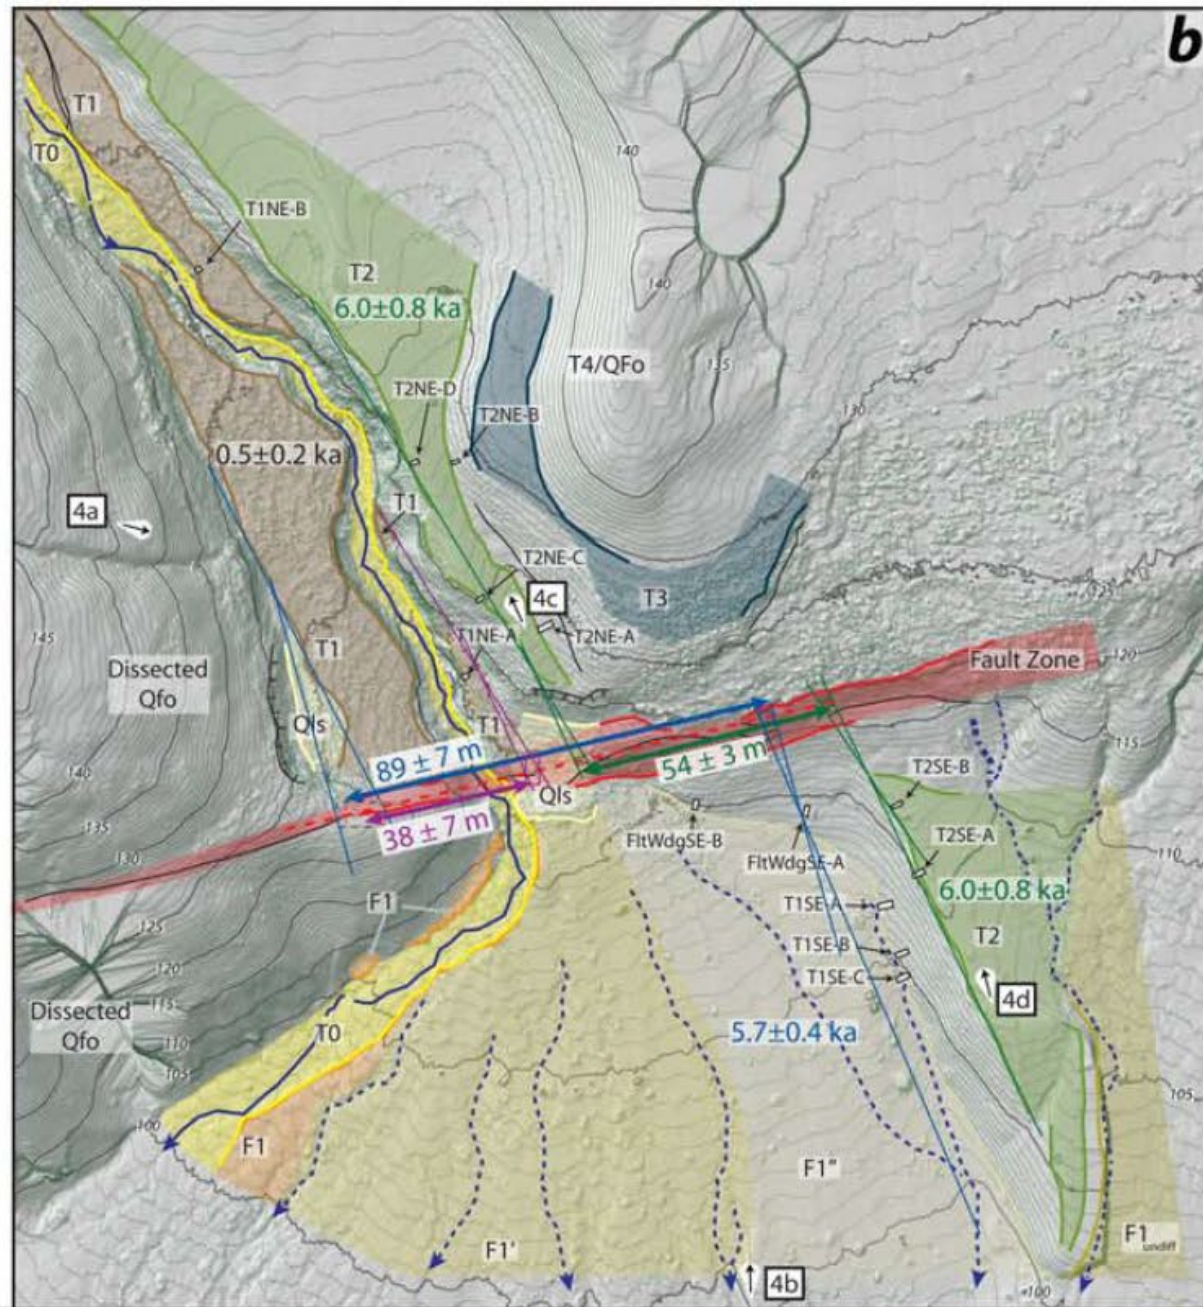 b
T1
T0
140
T1NE-B
T2
6.0±0.8 ka
140
T4/QFo
135
T2NE-D
T2NE-B
130
0.5±0.2 ka
4a
T1
T2NE-C
4c
T3
125
T1NE-A
T2NE-A
145
T1
Dissected
Qfo
Fault Zone
120
Qls
T1
89 ± 7 m
54 ± 3 m
115
140
Qls
T2SE-B
38 ± 7 m
135
FltWdgSE-B
T2SE-A
130
FltWdgSE-A
110
6.0±0.8 ka
F1
T1SE-A
125
T1SE-B
T2
120
T1SE-C
4d
115
Dissected
Qfo
T0
5.7±0.4 ka
110
105
105
100
F1
F1"
F1'
F1undiff
4b
100